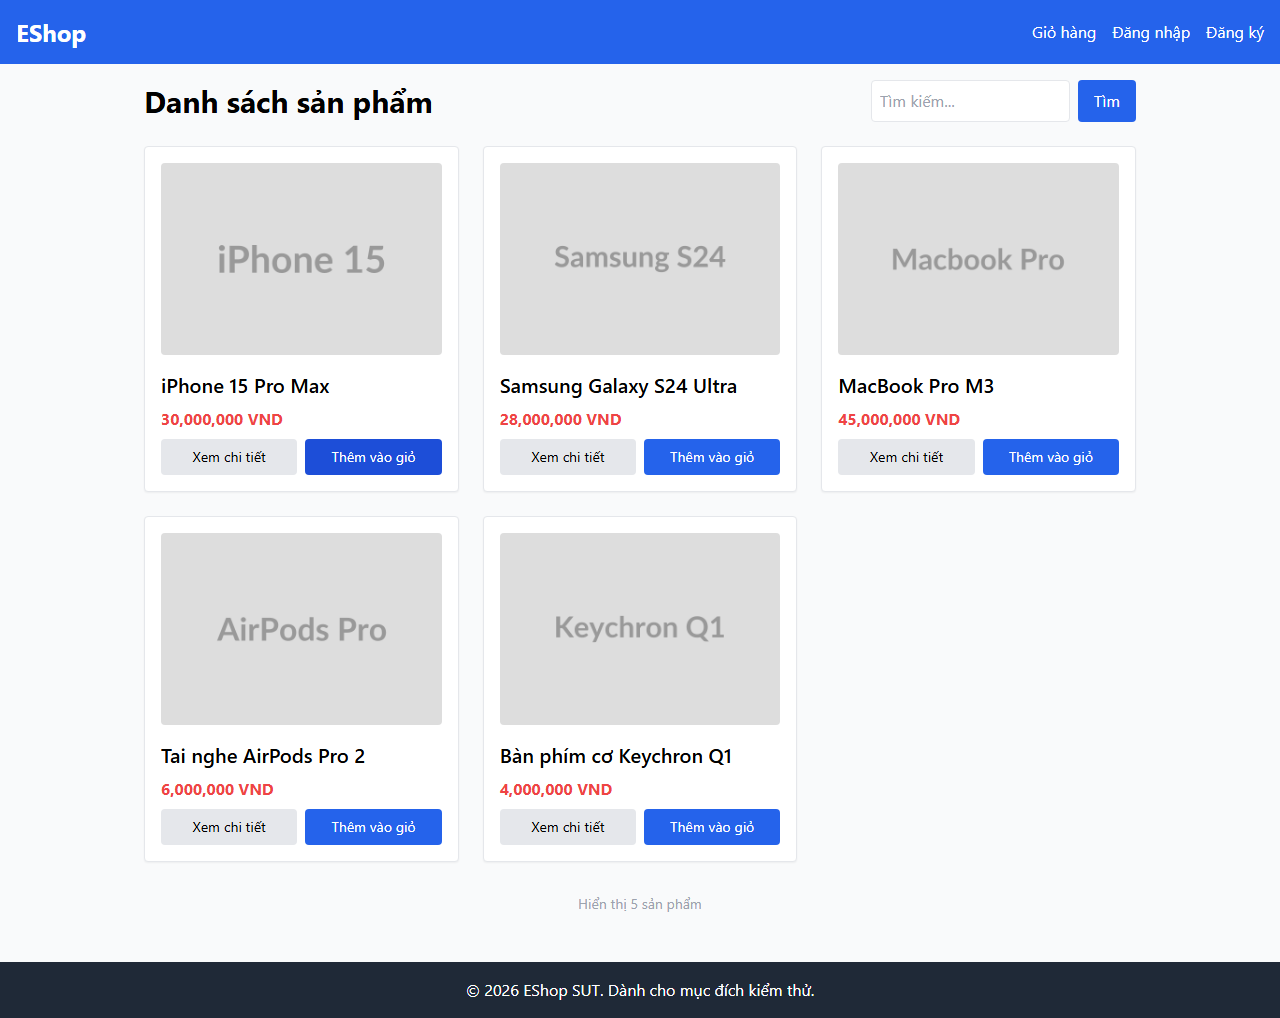 EShop
Giỏ hàng Đăng nhập Đăng ký
Danh sách sản phẩm
Tìm kiếm... Tìm
iPhone 15
Samsung S24
Macbook Pro
iPhone 15 Pro Max
Samsung Galaxy S24 Ultra
MacBook Pro M3
30,000,000 VND
28,000,000 VND
45,000,000 VND
Xem chi tiết Thêm vào giỏ
Xem chi tiết Thêm vào giỏ
Xem chi tiết Thêm vào giỏ
AirPods Pro
Keychron Q1
Tai nghe AirPods Pro 2
Bàn phím cơ Keychron Q1
6,000,000 VND
4,000,000 VND
Xem chi tiết Thêm vào giỏ
Xem chi tiết Thêm vào giỏ
Hiển thị 5 sản phẩm
© 2026 EShop SUT. Dành cho mục đích kiểm thử.